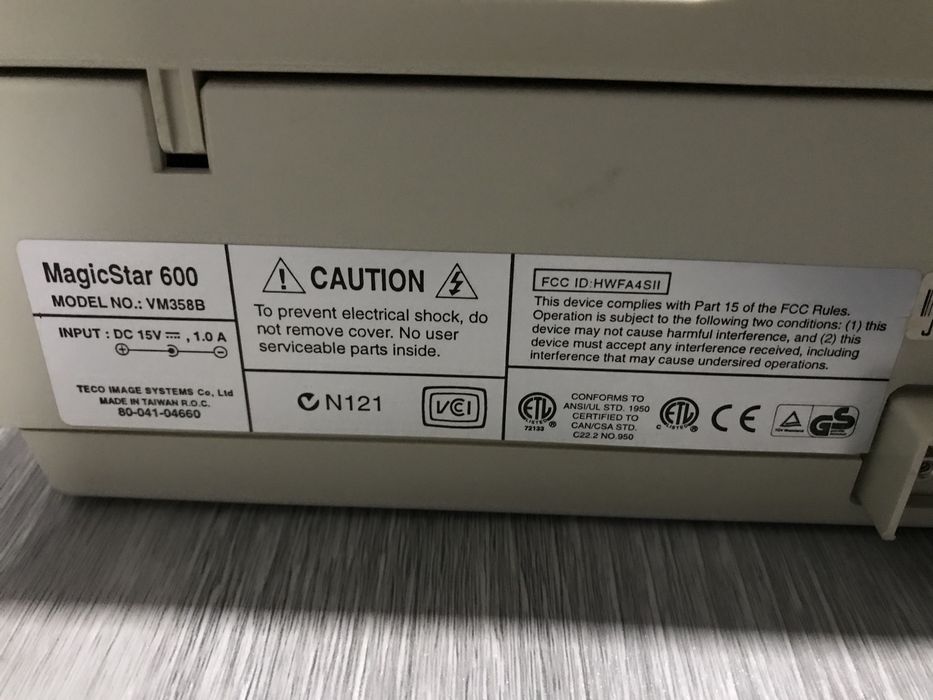 MagicStar 600
MODEL NO.: VM358B
INPUT : DC 15V ⎓ , 1.0 A
TECO IMAGE SYSTEMS Co., Ltd
MADE IN TAIWAN R.O.C.
80-041-04660
CAUTION
To prevent electrical shock, do
not remove cover. No user
serviceable parts inside.
N121
VCI
FCC ID:HWFA4SII
This device complies with Part 15 of the FCC Rules.
Operation is subject to the following two conditions: (1) this
device may not cause harmful interference, and (2) this
device must accept any interference received, including
interference that may cause undersired operations.
ETL
LISTED
72133
CONFORMS TO
ANSI/UL STD. 1950
CERTIFIED TO
CAN/CSA STD.
C22.2 NO.950
C ETL
LISTED
CE
GS
J